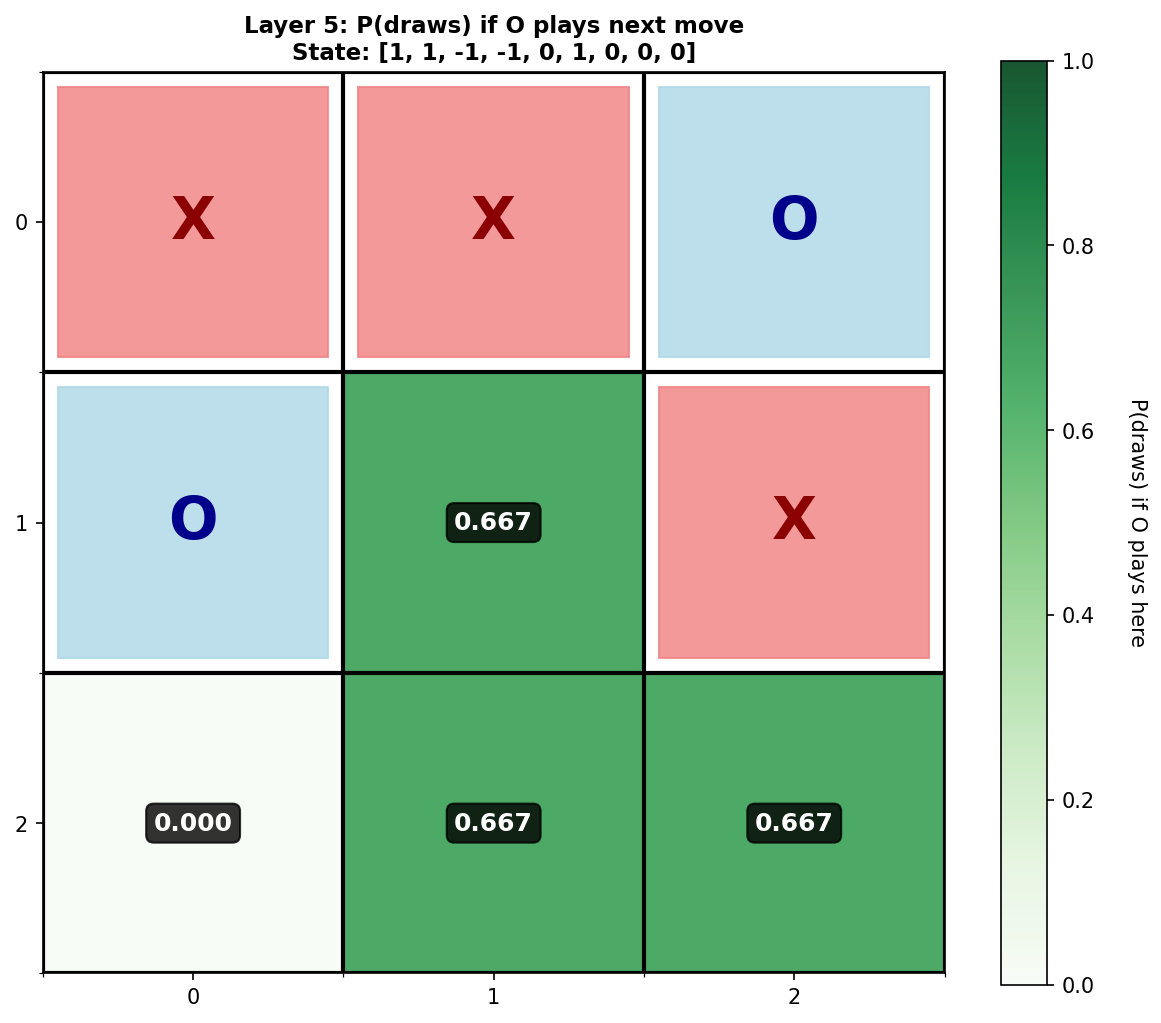 Layer 5: P(draws) if O plays next move
State: [1, 1, -1, -1, 0, 1, 0, 0, 0]
X
X
O
0
O
0.667
X
1
0.000
0.667
0.667
2
0
1
2
1.0
0.8
0.6
0.4
0.2
0.0
P(draws) if O plays here